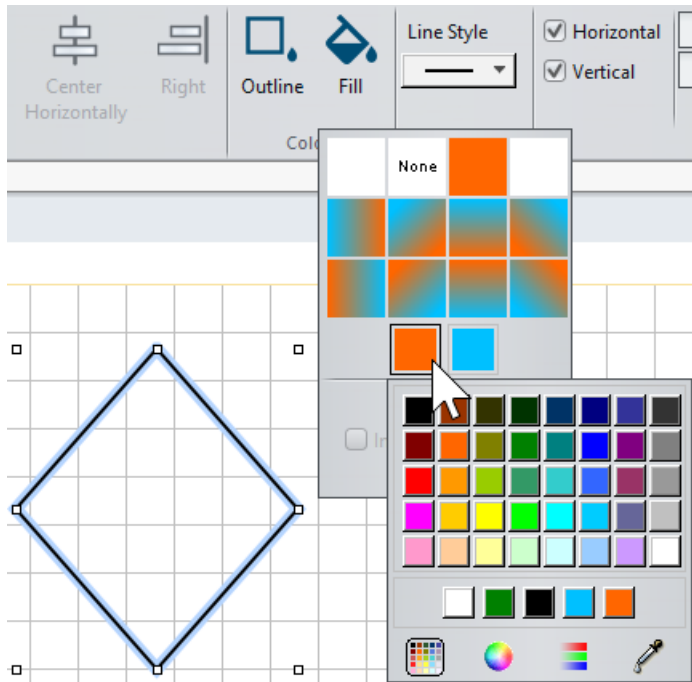 Center
Horizontally
Right
Outline
Fill
Line Style
Horizontal
Vertical
None